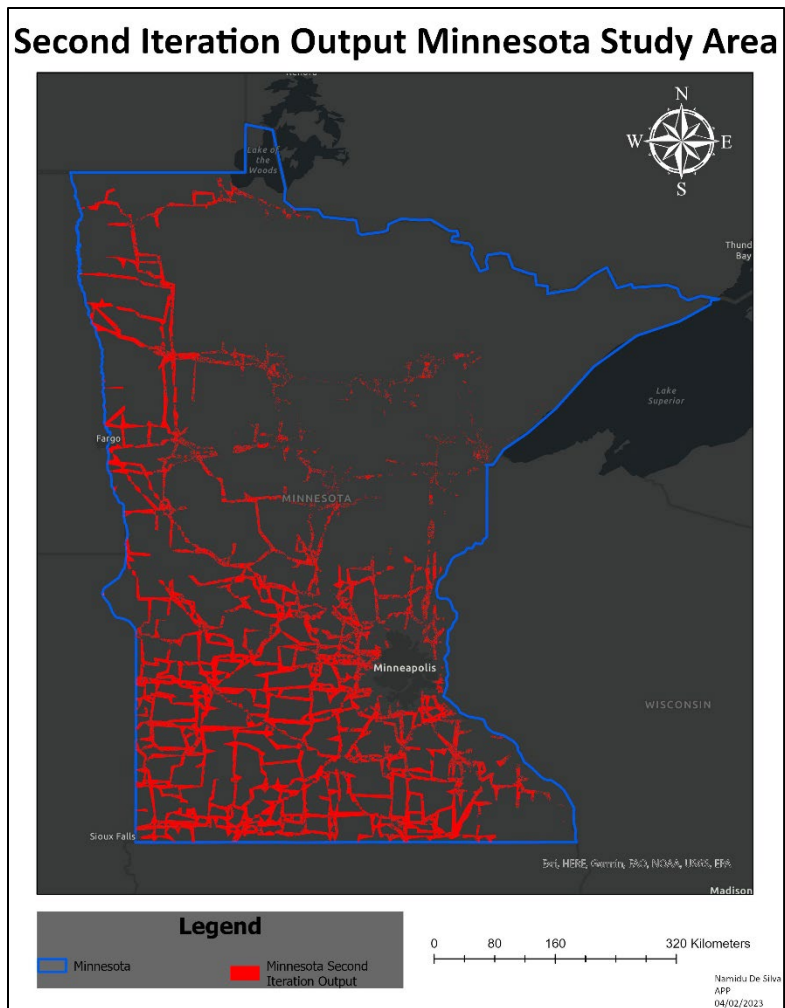 Second Iteration Output Minnesota Study Area
Lake of
the
Woods
N
W E
S
Thund
Bay
Lake
Superior
Fargo
MINNESOTA
Minneapolis
WISCONSIN
Sioux Falls
Esri, HERE, Garmin, FAO, NOAA, USGS, EPA
Madison
Legend
Minnesota
Minnesota Second
Iteration Output
0 80 160 320 Kilometers
Namidu De Silva
APP
04/02/2023